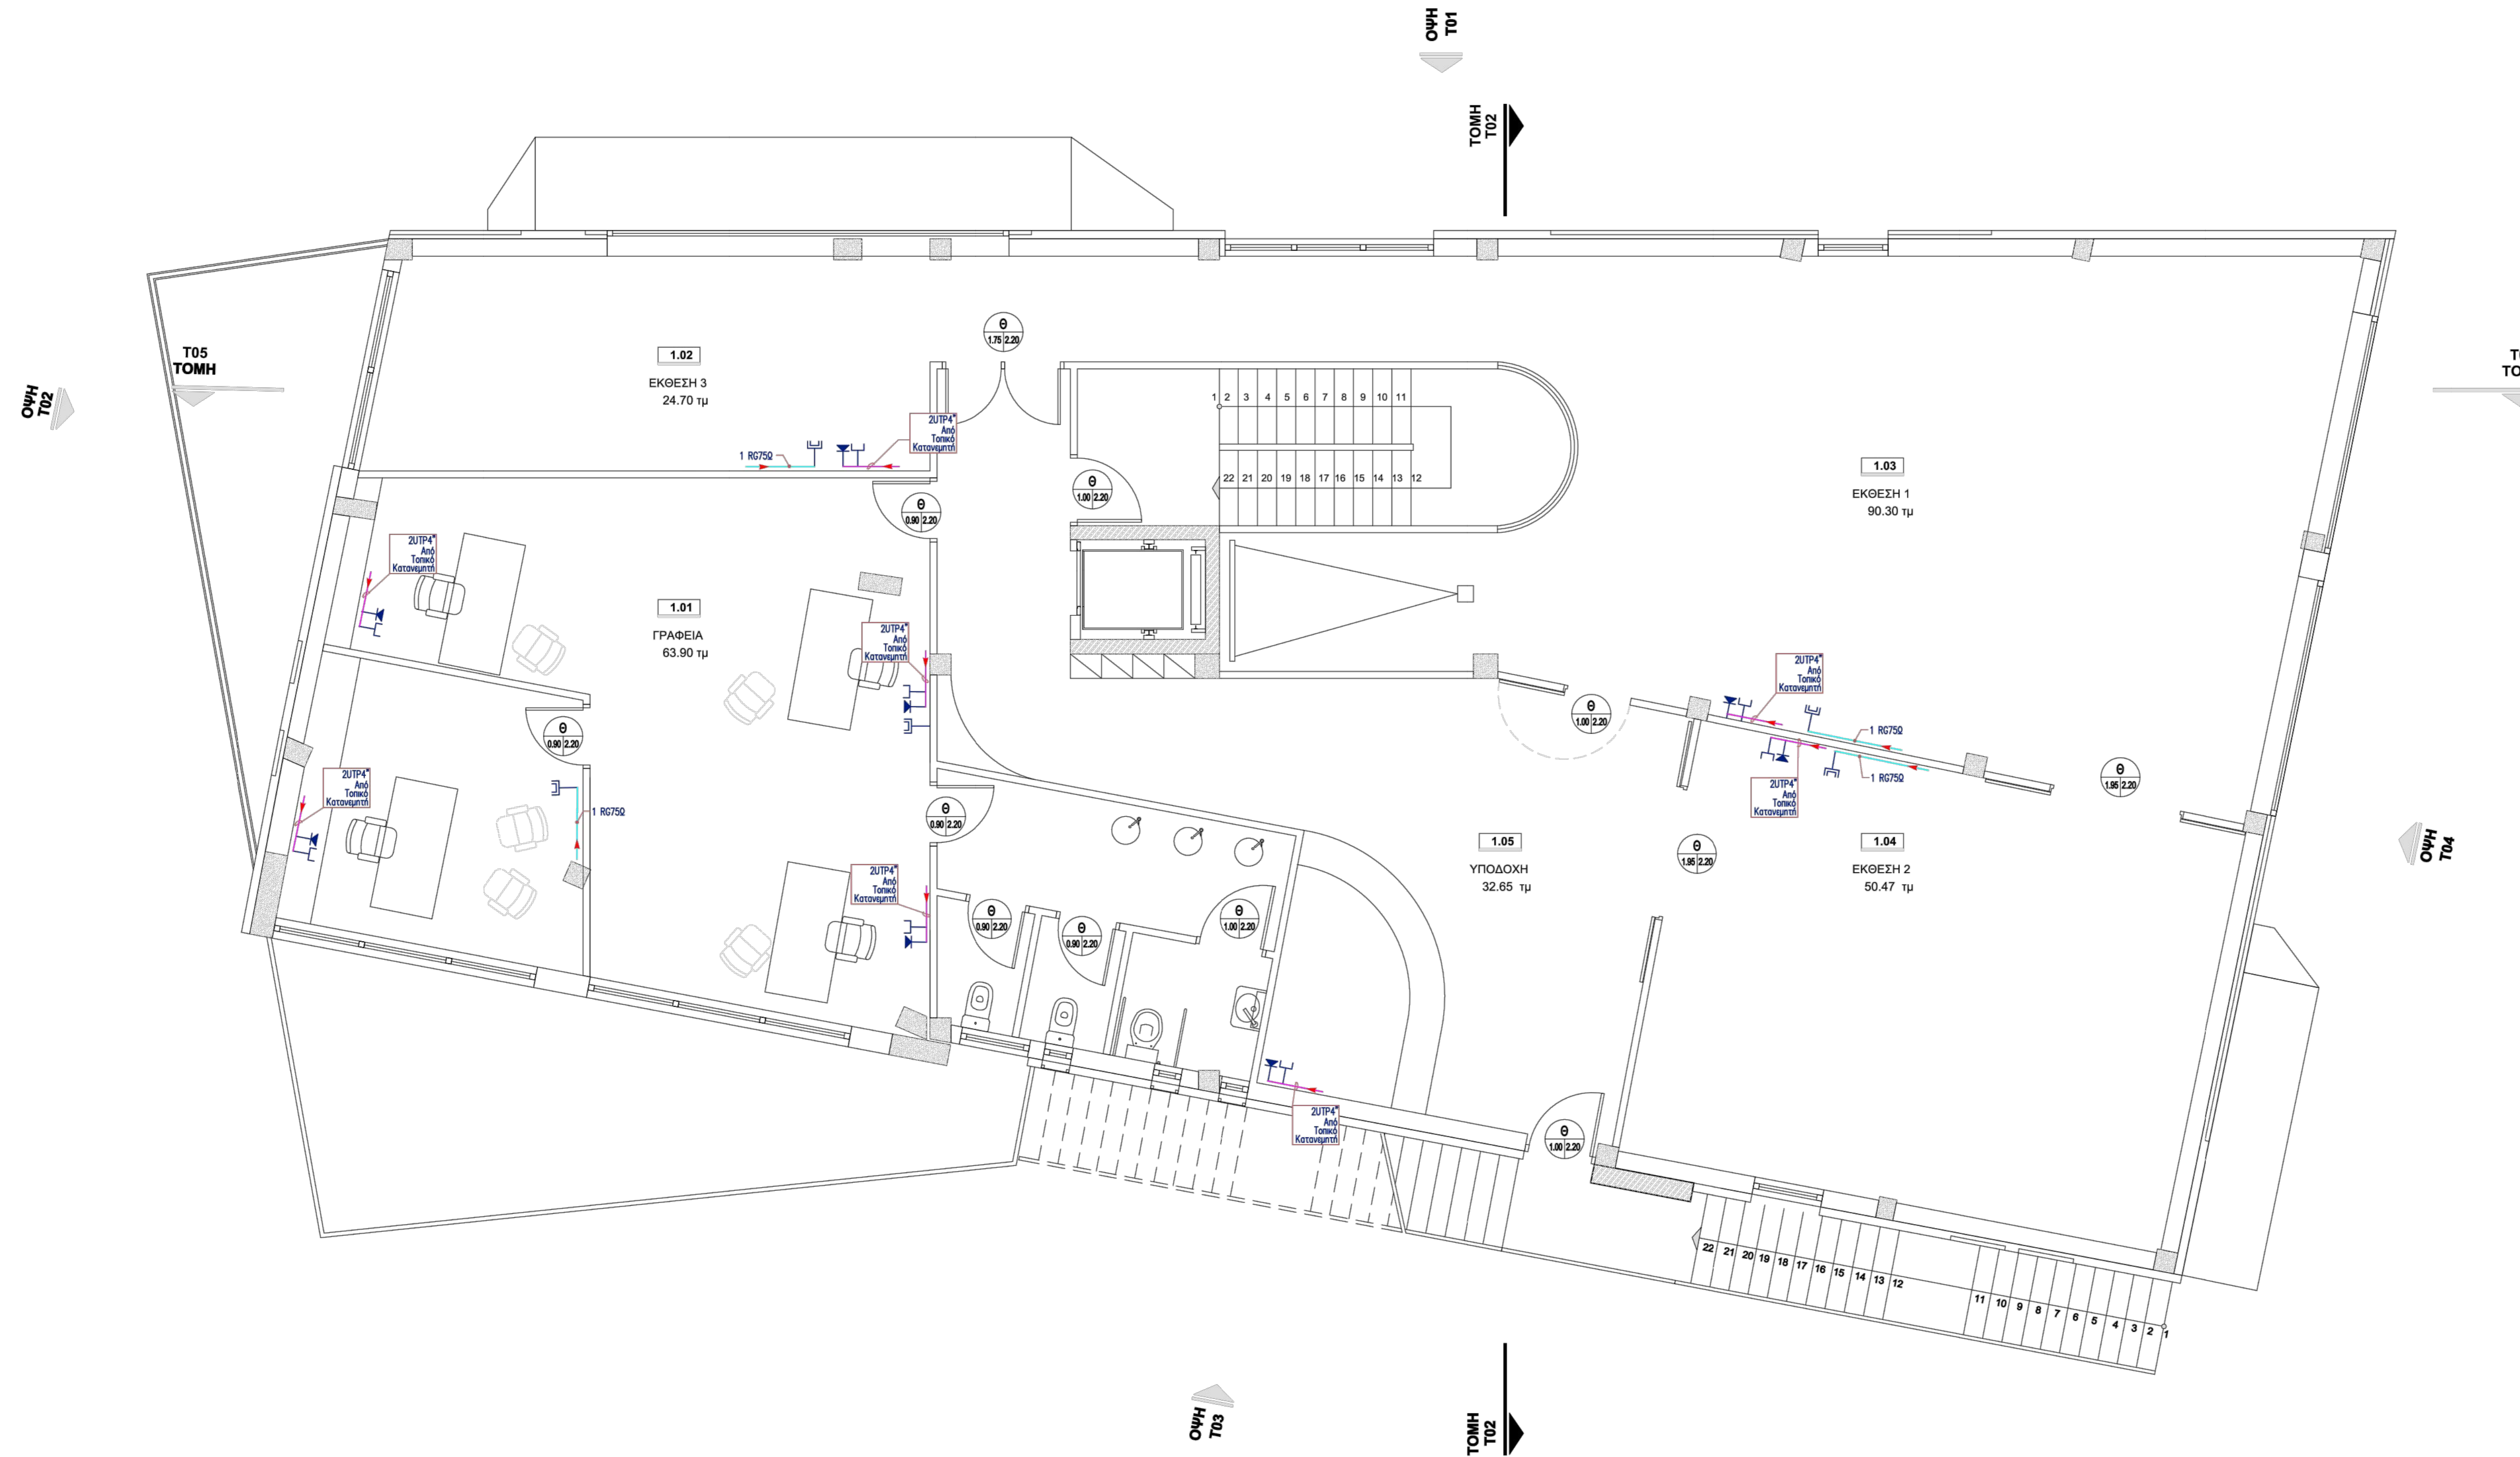 ΟΨΗ
T01
ΤΟΜΗ
T02
T05
ΤΟΜΗ
ΟΨΗ
T02
1.02
ΕΚΘΕΣΗ 3
24.70 τμ
Θ
1.75 2.20
1 RG75Ω
2UTP4"
Από
Τοπικό
Κατανεμητή
1 2 3 4 5 6 7 8 9 10 11
22 21 20 19 18 17 16 15 14 13 12
Θ
1.00 2.20
Θ
0.90 2.20
1.03
ΕΚΘΕΣΗ 1
90.30 τμ
2UTP4"
Από
Τοπικό
Κατανεμητή
1.01
ΓΡΑΦΕΙΑ
63.90 τμ
2UTP4"
Από
Τοπικό
Κατανεμητή
Θ
0.90 2.20
2UTP4"
Από
Τοπικό
Κατανεμητή
1 RG75Ω
Θ
0.90 2.20
2UTP4"
Από
Τοπικό
Κατανεμητή
Θ
1.00 2.20
2UTP4"
Από
Τοπικό
Κατανεμητή
1 RG75Ω
1 RG75Ω
2UTP4"
Από
Τοπικό
Κατανεμητή
Θ
1.95 2.20
1.05
ΥΠΟΔΟΧΗ
32.65 τμ
Θ
1.95 2.20
1.04
ΕΚΘΕΣΗ 2
50.47 τμ
ΟΨΗ
T04
Θ
0.90 2.20
Θ
0.90 2.20
Θ
1.00 2.20
2UTP4"
Από
Τοπικό
Κατανεμητή
Θ
1.00 2.20
22 21 20 19 18 17 16 15 14 13 12
11 10 9 8 7 6 5 4 3 2 1
ΟΨΗ
T03
ΤΟΜΗ
T02